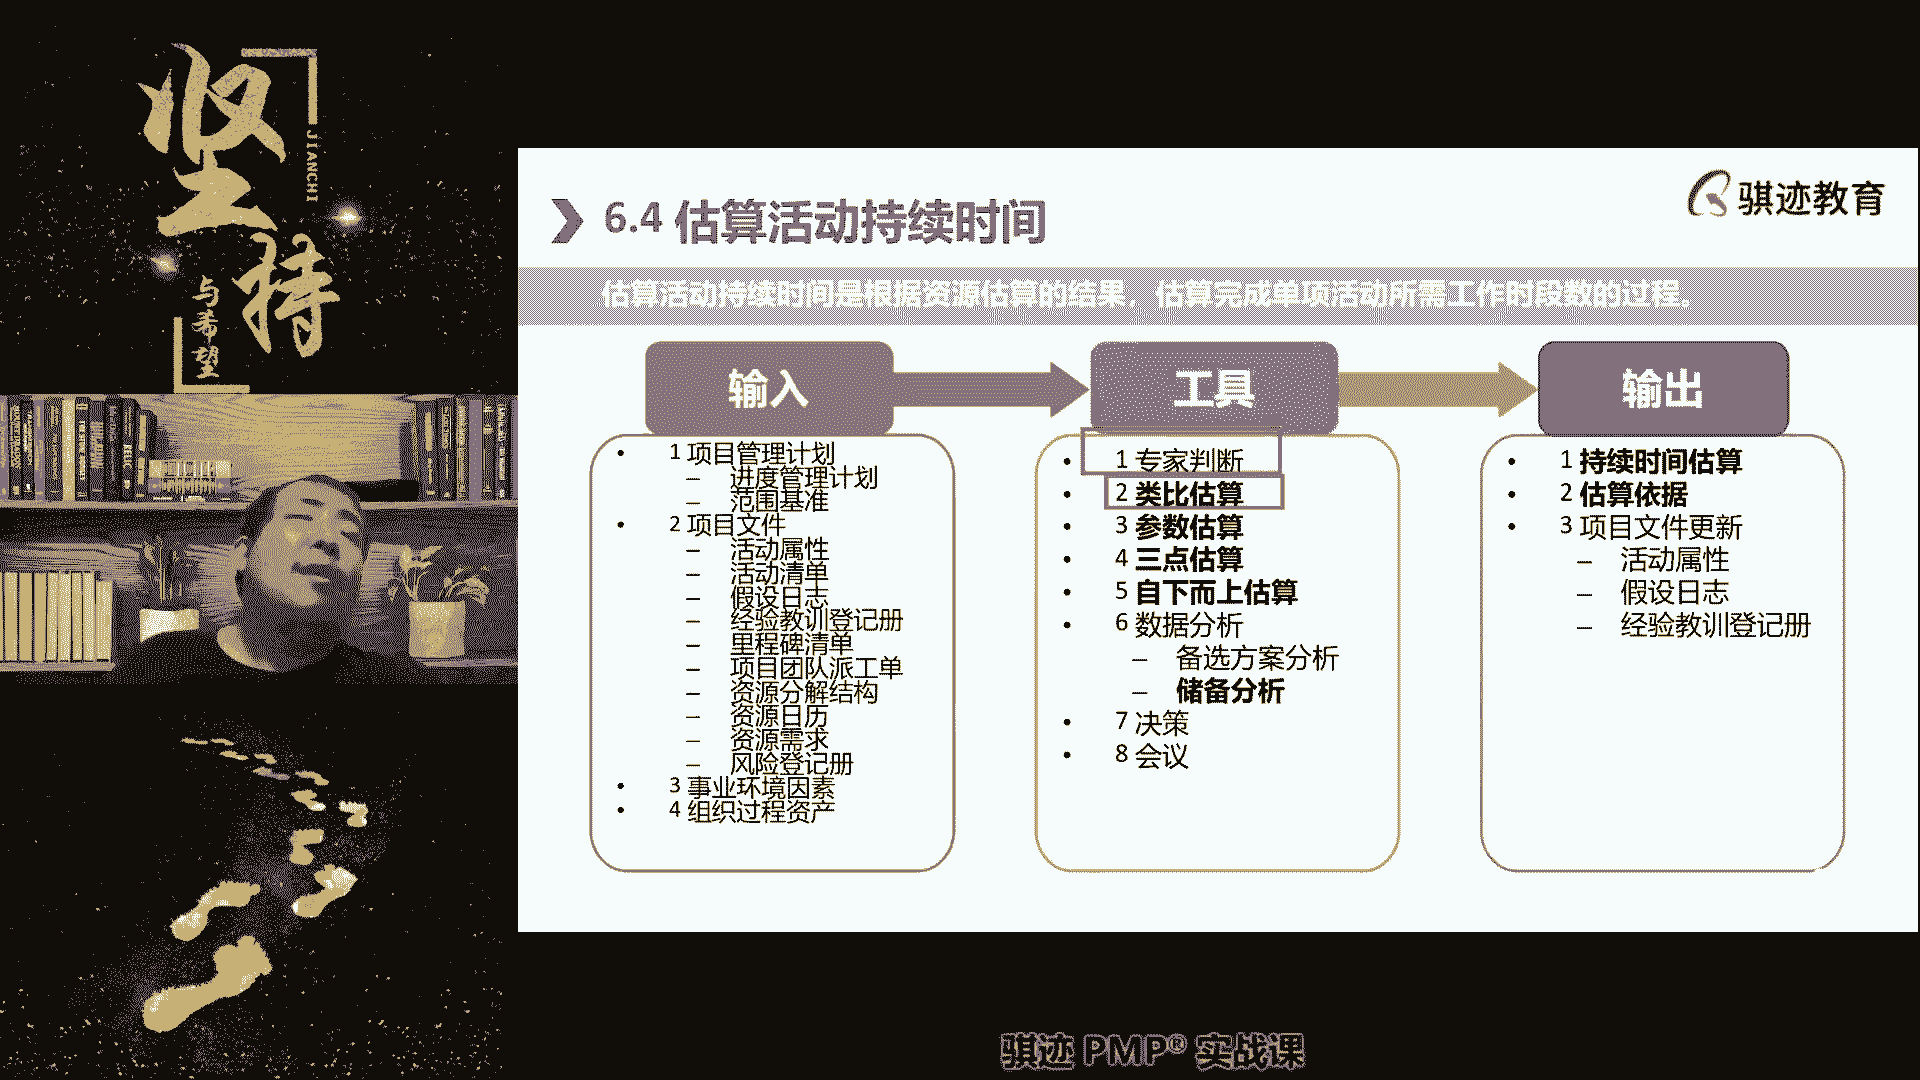 坚持
JIANCHI
与希望
骐迹教育
6.4 估算活动持续时间
估算活动持续时间是根据资源估算的结果，估算完成单项活动所需工作时段数的过程。
输入
• 1 项目管理计划
– 进度管理计划
– 范围基准
• 2 项目文件
– 活动属性
– 活动清单
– 假设日志
– 经验教训登记册
– 里程碑清单
– 项目团队派工单
– 资源分解结构
– 资源日历
– 资源需求
– 风险登记册
• 3 事业环境因素
• 4 组织过程资产
工具
• 1 专家判断
• 2 类比估算
• 3 参数估算
• 4 三点估算
• 5 自下而上估算
• 6 数据分析
– 备选方案分析
– 储备分析
• 7 决策
• 8 会议
输出
• 1 持续时间估算
• 2 估算依据
• 3 项目文件更新
– 活动属性
– 假设日志
– 经验教训登记册
骐迹 PMP® 实战课